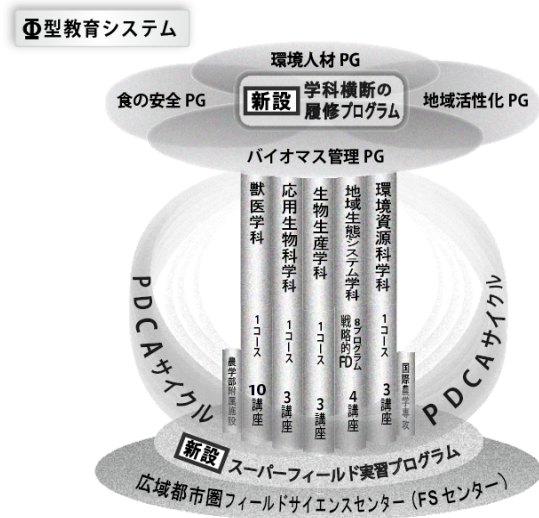 Φ型教育システム
環境人材 PG
食の安全 PG
新設
学科横断の
履修プログラム
地域活性化 PG
バイオマス管理 PG
獣医学科
1コース
10講座
応用生物科学科
1コース
3講座
生物生産学科
1コース
3講座
地域生態システム学科
8プログラム
戦略的FD
4講座
環境資源科学科
1コース
3講座
農学部附属施設
国際農学専攻
PDCAサイクル
PDCAサイクル
新設
スーパーフィールド実習プログラム
広域都市圏フィールドサイエンスセンター（FSセンター）